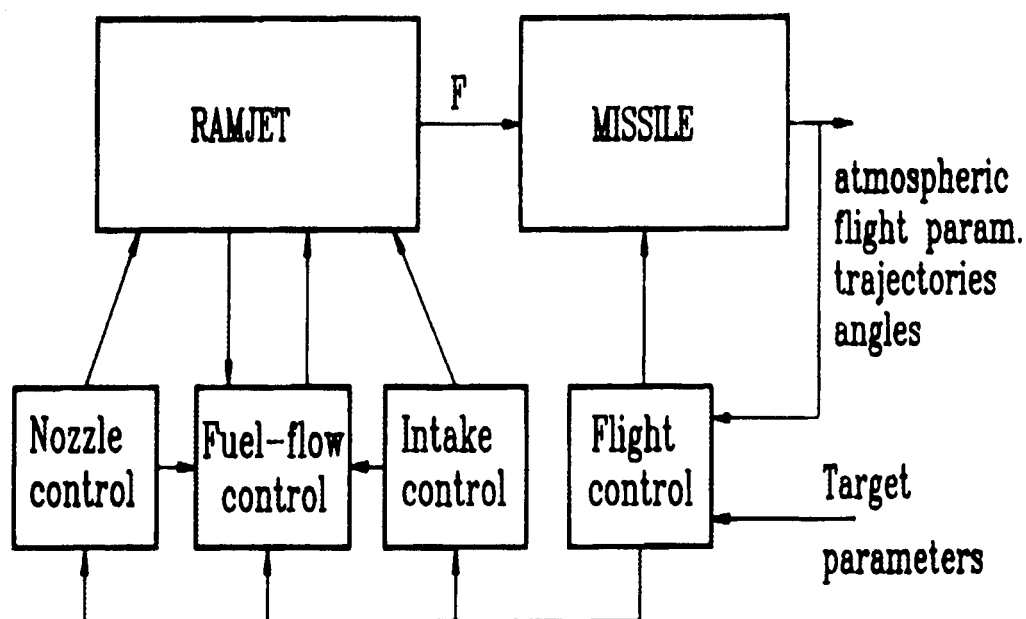 RAMJET
F
MISSILE
atmospheric
flight param.
trajectories
angles
Nozzle
control
Fuel-flow
control
Intake
control
Flight
control
Target
parameters